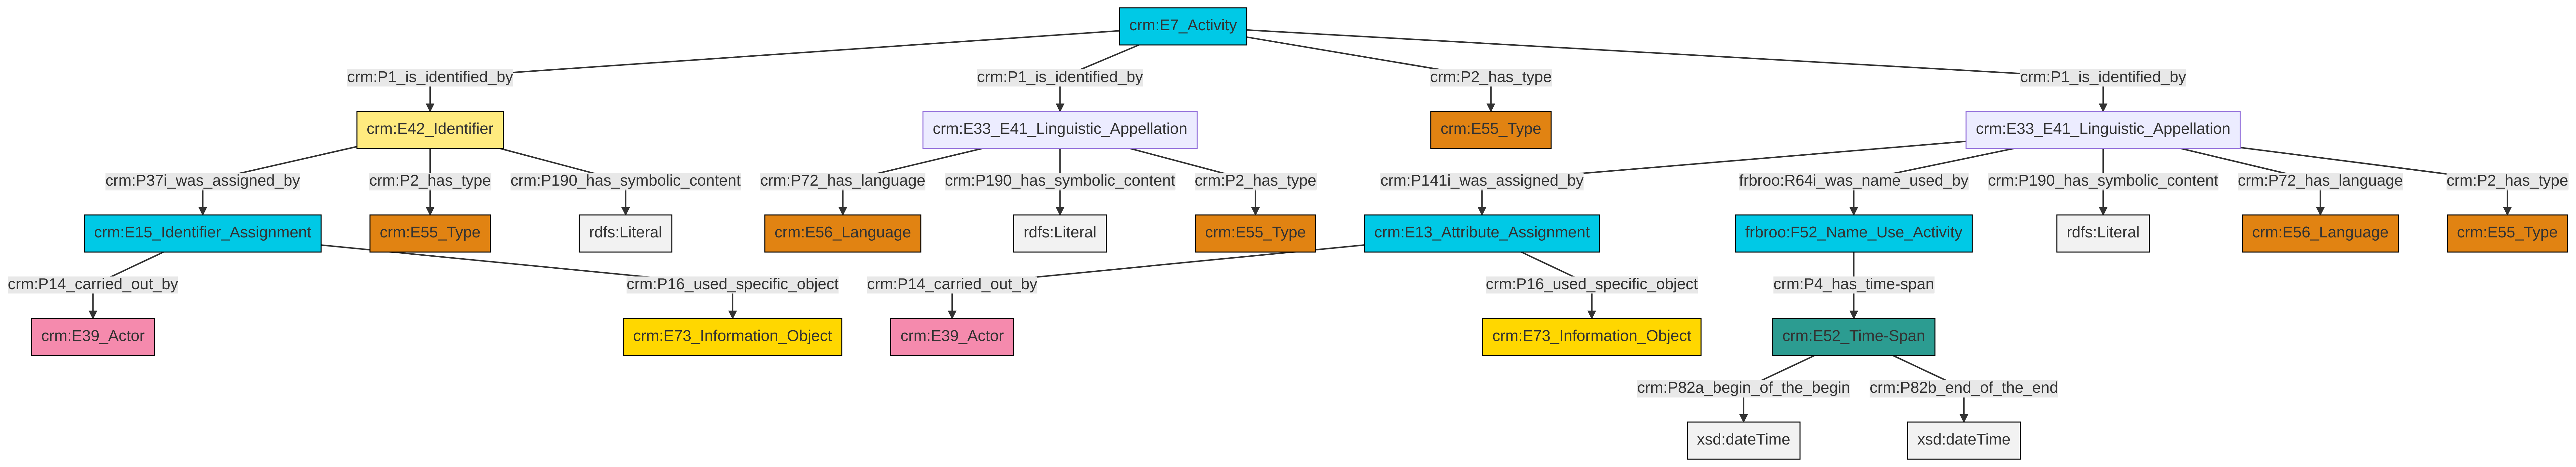 crm:E7_Activity
crm:P1_is_identified_by
crm:P1_is_identified_by
crm:P2_has_type
crm:P1_is_identified_by
crm:E42_Identifier
crm:E33_E41_Linguistic_Appellation
crm:E55_Type
crm:E33_E41_Linguistic_Appellation
crm:P37i_was_assigned_by
crm:P2_has_type
crm:P190_has_symbolic_content
crm:P72_has_language
crm:P190_has_symbolic_content
crm:P2_has_type
crm:P141i_was_assigned_by
frbroo:R64i_was_name_used_by
crm:P190_has_symbolic_content
crm:P72_has_language
crm:P2_has_type
crm:E15_Identifier_Assignment
crm:E55_Type
rdfs:Literal
crm:E56_Language
rdfs:Literal
crm:E55_Type
crm:E13_Attribute_Assignment
frbroo:F52_Name_Use_Activity
rdfs:Literal
crm:E56_Language
crm:E55_Type
crm:P14_carried_out_by
crm:P16_used_specific_object
crm:P14_carried_out_by
crm:P16_used_specific_object
crm:P4_has_time-span
crm:E39_Actor
crm:E73_Information_Object
crm:E39_Actor
crm:E73_Information_Object
crm:E52_Time-Span
crm:P82a_begin_of_the_begin
crm:P82b_end_of_the_end
xsd:dateTime
xsd:dateTime